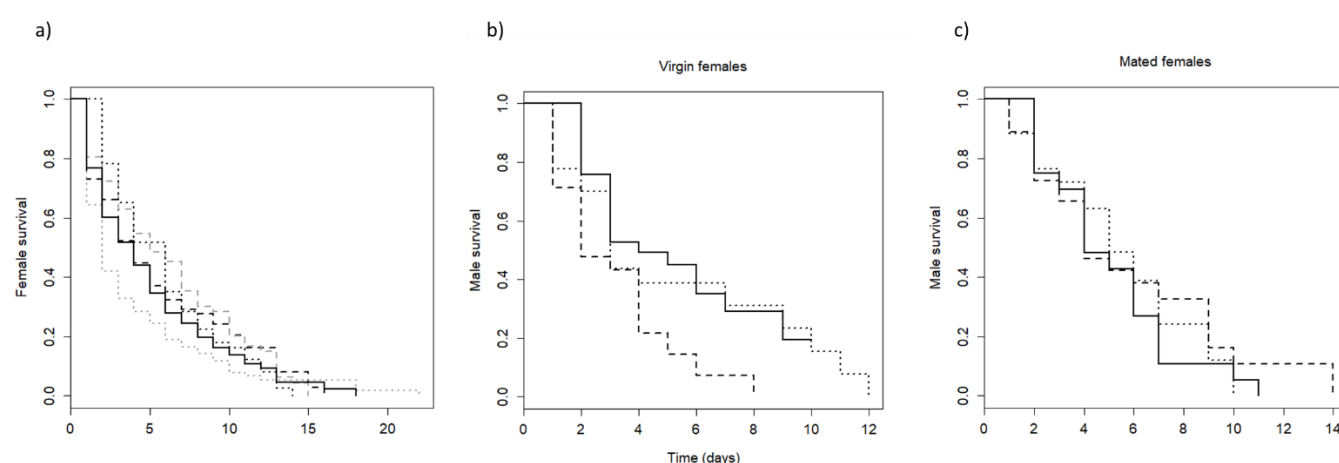 a)
b)
c)
Virgin females
Mated females
Female survival
0.0 0.2 0.4 0.6 0.8 1.0
0 5 10 15 20
Male survival
0.0 0.2 0.4 0.6 0.8 1.0
0 2 4 6 8 10 12
Time (days)
Male survival
0.0 0.2 0.4 0.6 0.8 1.0
0 2 4 6 8 10 12 14